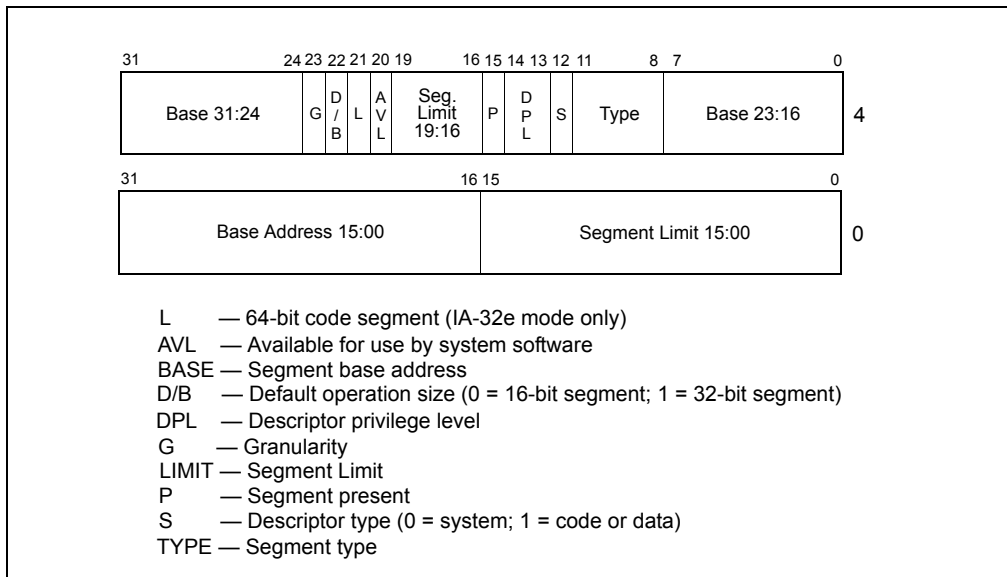 31 24 23 22 21 20 19 16 15 14 13 12 11 8 7 0
Base 31:24 G D/B L AVL Seg. Limit 19:16 P DPL S Type Base 23:16 4
31 16 15 0
Base Address 15:00 Segment Limit 15:00 0
L — 64-bit code segment (IA-32e mode only)
AVL — Available for use by system software
BASE — Segment base address
D/B — Default operation size (0 = 16-bit segment; 1 = 32-bit segment)
DPL — Descriptor privilege level
G — Granularity
LIMIT — Segment Limit
P — Segment present
S — Descriptor type (0 = system; 1 = code or data)
TYPE — Segment type